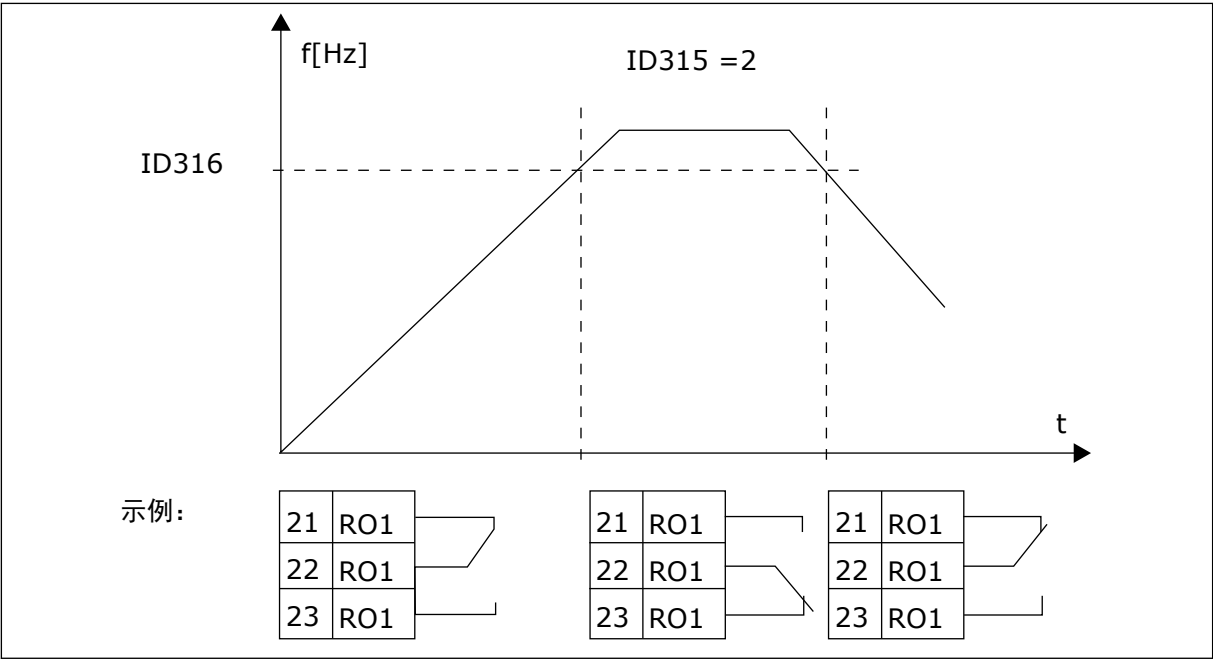 f[Hz]
ID315 =2
ID316
t
示例:
21 RO1 21 RO1 21 RO1
22 RO1 22 RO1 22 RO1
23 RO1 23 RO1 23 RO1